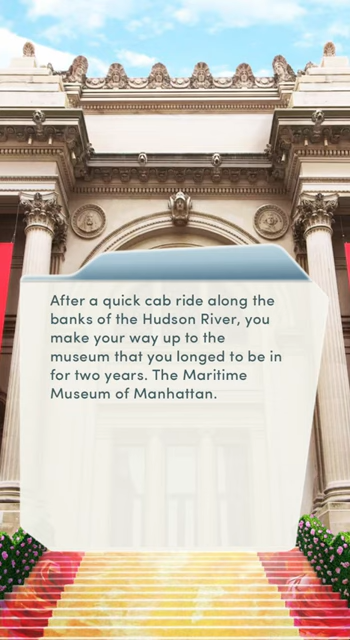 After a quick cab ride along the
banks of the Hudson River, you
make your way up to the
museum that you longed to be in
for two years. The Maritime
Museum of Manhattan.